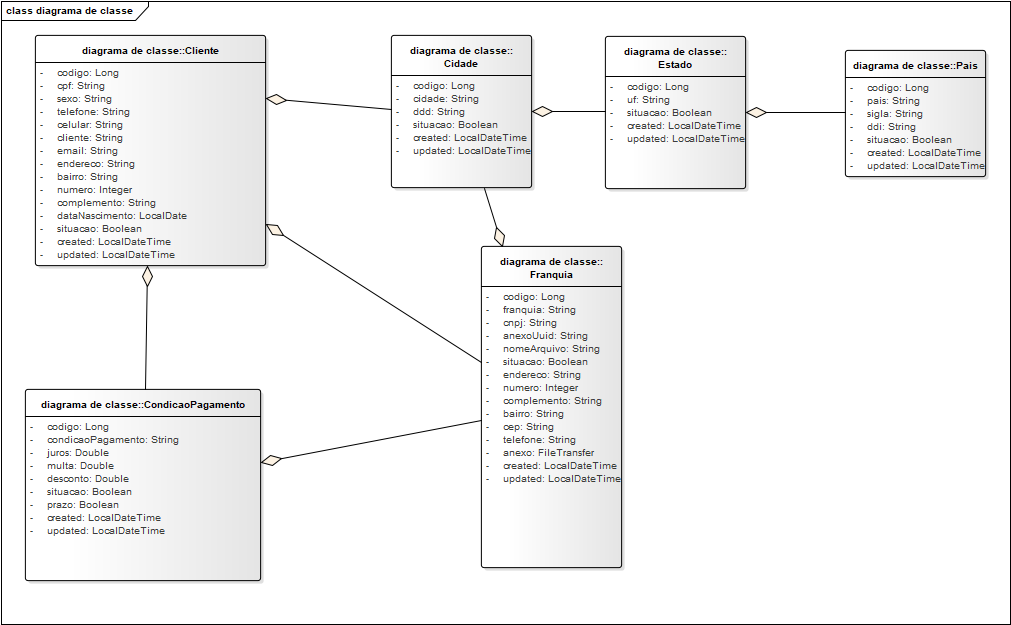 class diagrama de classe
diagrama de classe::Cliente
- codigo: Long
- cpf: String
- sexo: String
- telefone: String
- celular: String
- cliente: String
- email: String
- endereco: String
- bairro: String
- numero: Integer
- complemento: String
- dataNascimento: LocalDate
- situacao: Boolean
- created: LocalDateTime
- updated: LocalDateTime
diagrama de classe::
Cidade
- codigo: Long
- cidade: String
- ddd: String
- situacao: Boolean
- created: LocalDateTime
- updated: LocalDateTime
diagrama de classe::
Estado
- codigo: Long
- uf: String
- situacao: Boolean
- created: LocalDateTime
- updated: LocalDateTime
diagrama de classe::Pais
- codigo: Long
- pais: String
- sigla: String
- ddi: String
- situacao: Boolean
- created: LocalDateTime
- updated: LocalDateTime
diagrama de classe::
Franquia
- codigo: Long
- franquia: String
- cnpj: String
- anexoUuid: String
- nomeArquivo: String
- situacao: Boolean
- endereco: String
- numero: Integer
- complemento: String
- bairro: String
- cep: String
- telefone: String
- anexo: FileTransfer
- created: LocalDateTime
- updated: LocalDateTime
diagrama de classe::CondicaoPagamento
- codigo: Long
- condicaoPagamento: String
- juros: Double
- multa: Double
- desconto: Double
- situacao: Boolean
- prazo: Boolean
- created: LocalDateTime
- updated: LocalDateTime